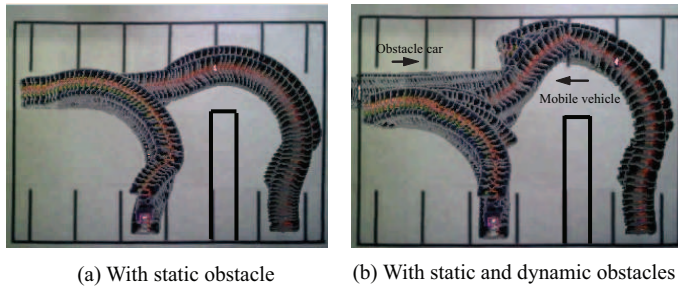 Obstacle car
Mobile vehicle
(a) With static obstacle
(b) With static and dynamic obstacles